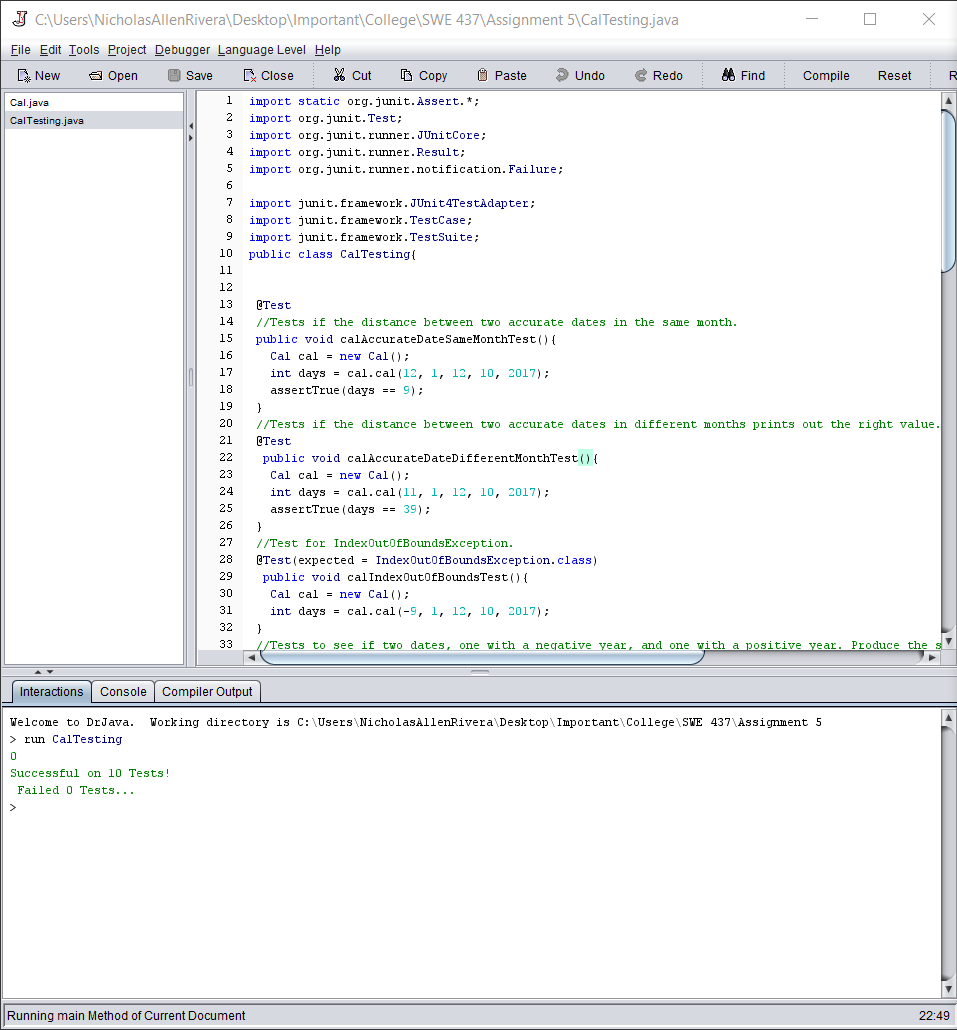 C:\Users\NicholasAllenRivera\Desktop\Important\College\SWE 437\Assignment 5\CalTesting.java
File Edit Tools Project Debugger Language Level Help
New Open Save Close Cut Copy Paste Undo Redo Find Compile Reset R
Cal.java
CalTesting.java
1 import static org.junit.Assert.*;
2 import org.junit.Test;
3 import org.junit.runner.JUnitCore;
4 import org.junit.runner.Result;
5 import org.junit.runner.notification.Failure;
6
7 import junit.framework.JUnit4TestAdapter;
8 import junit.framework.TestCase;
9 import junit.framework.TestSuite;
10 public class CalTesting{
11
12
13 @Test
14 //Tests if the distance between two accurate dates in the same month.
15 public void calAccurateDateSameMonthTest(){
16 Cal cal = new Cal();
17 int days = cal.cal(12, 1, 12, 10, 2017);
18 assertTrue(days == 9);
19 }
20 //Tests if the distance between two accurate dates in different months prints out the right value.
21 @Test
22 public void calAccurateDateDifferentMonthTest(){
23 Cal cal = new Cal();
24 int days = cal.cal(11, 1, 12, 10, 2017);
25 assertTrue(days == 39);
26 }
27 //Test for IndexOutOfBoundsException.
28 @Test(expected = IndexOutOfBoundsException.class)
29 public void calIndexOutOfBoundsTest(){
30 Cal cal = new Cal();
31 int days = cal.cal(-9, 1, 12, 10, 2017);
32 }
33 //Tests to see if two dates, one with a negative year, and one with a positive year. Produce the s
Interactions Console Compiler Output
Welcome to DrJava.  Working directory is C:\Users\NicholasAllenRivera\Desktop\Important\College\SWE 437\Assignment 5
> run CalTesting
0
Successful on 10 Tests!
Failed 0 Tests...
>
Running main Method of Current Document 22:49